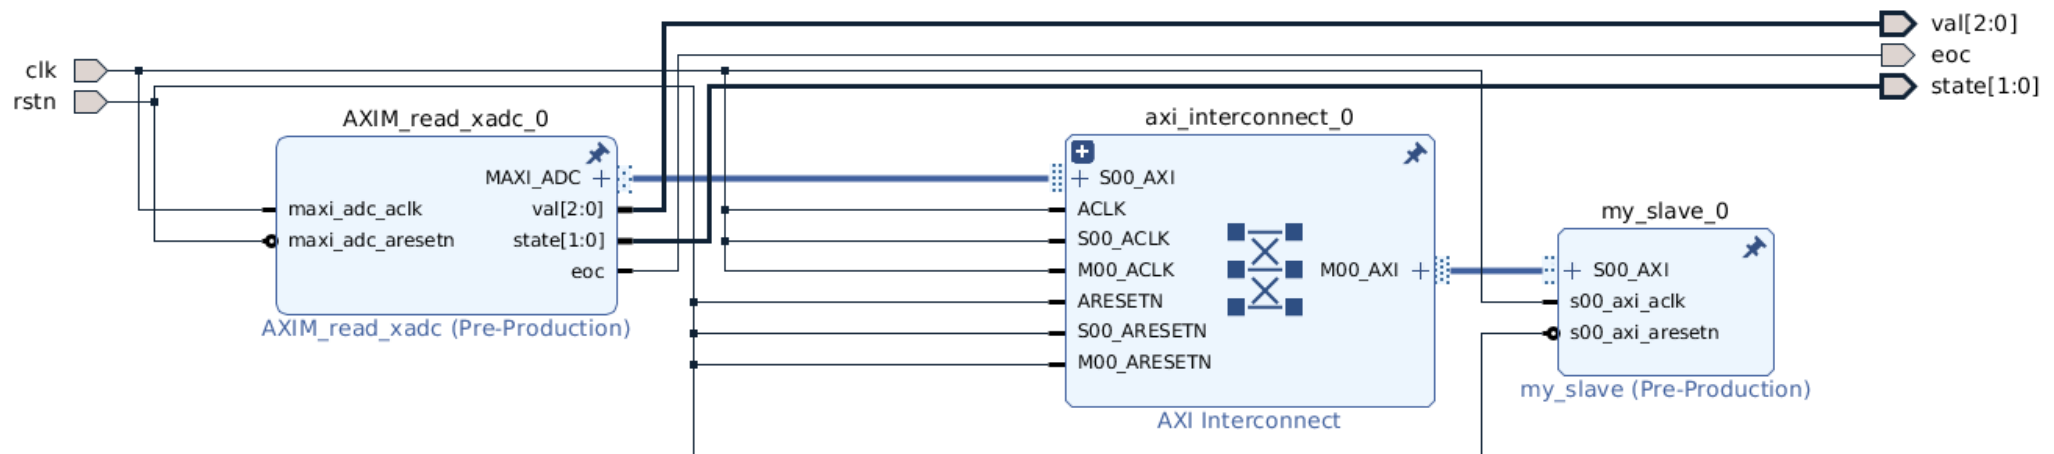 val[2:0]
eoc
clk
rstn
state[1:0]
AXIM_read_xadc_0
MAXI_ADC
maxi_adc_aclk
val[2:0]
maxi_adc_aresetn
state[1:0]
eoc
AXIM_read_xadc (Pre-Production)
axi_interconnect_0
S00_AXI
ACLK
S00_ACLK
M00_ACLK
M00_AXI
ARESETN
S00_ARESETN
M00_ARESETN
AXI Interconnect
my_slave_0
S00_AXI
s00_axi_aclk
s00_axi_aresetn
my_slave (Pre-Production)